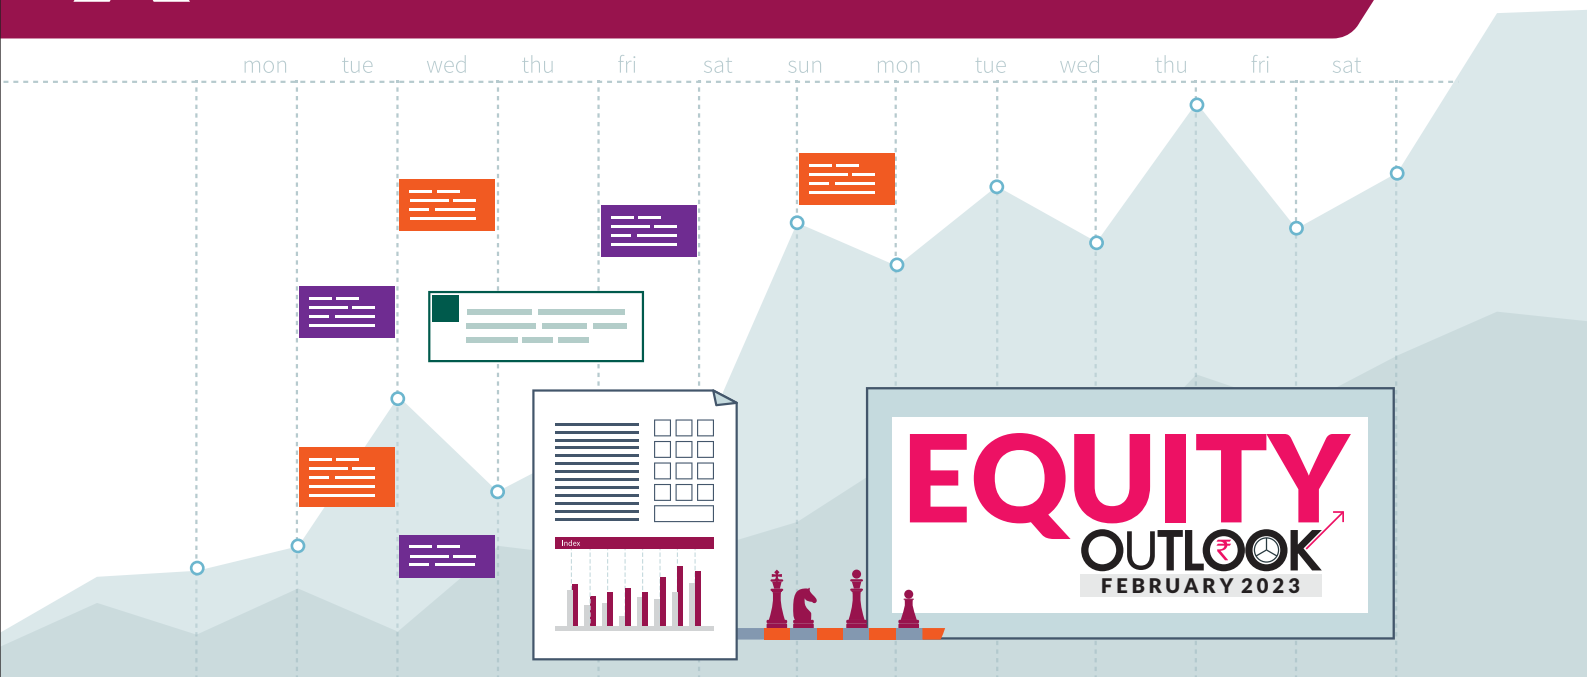 mon tue wed thu fri sat sun mon tue wed thu fri sat
Index
EQUITY
OUTLOOK
₹
FEBRUARY 2023